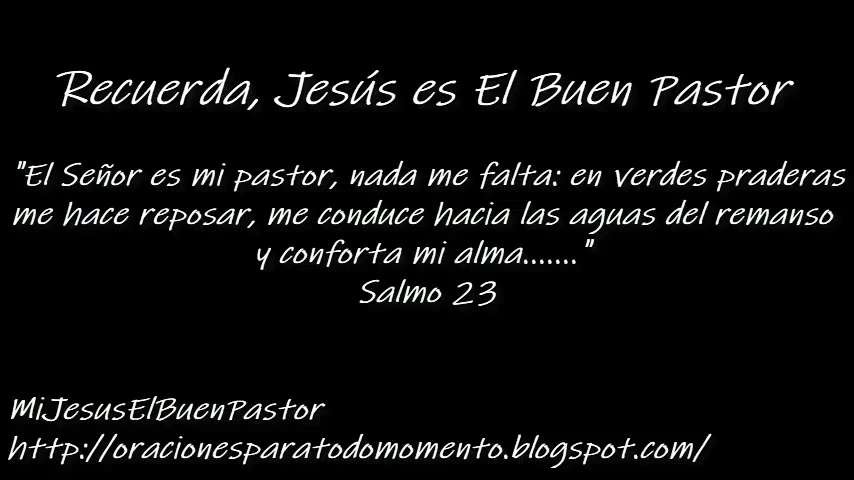 Recuerda, Jesús es El Buen Pastor
"El Señor es mi pastor, nada me falta: en verdes praderas
me hace reposar, me conduce hacia las aguas del remanso
y conforta mi alma......."
Salmo 23
MiJesusElBuenPastor
http://oracionesparatodomomento.blogspot.com/